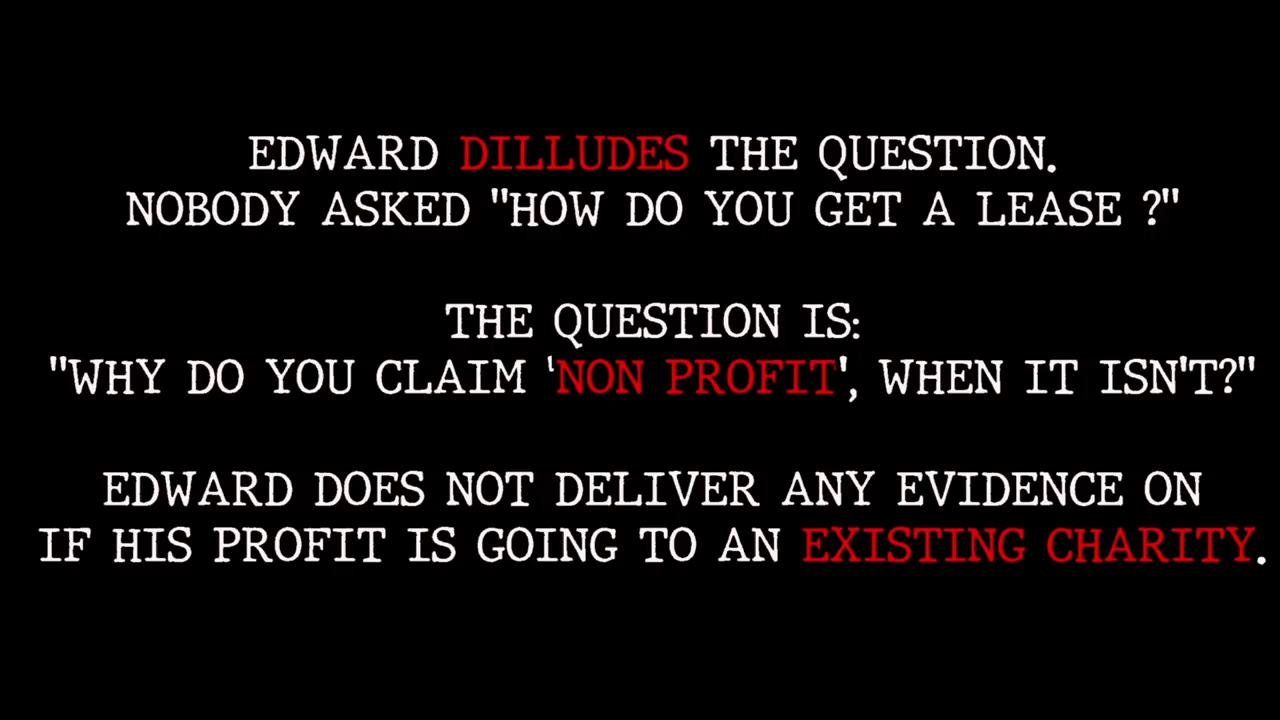 EDWARD DILLUDES THE QUESTION.
NOBODY ASKED "HOW DO YOU GET A LEASE ?"
THE QUESTION IS:
"WHY DO YOU CLAIM 'NON PROFIT', WHEN IT ISN'T?"
EDWARD DOES NOT DELIVER ANY EVIDENCE ON
IF HIS PROFIT IS GOING TO AN EXISTING CHARITY.